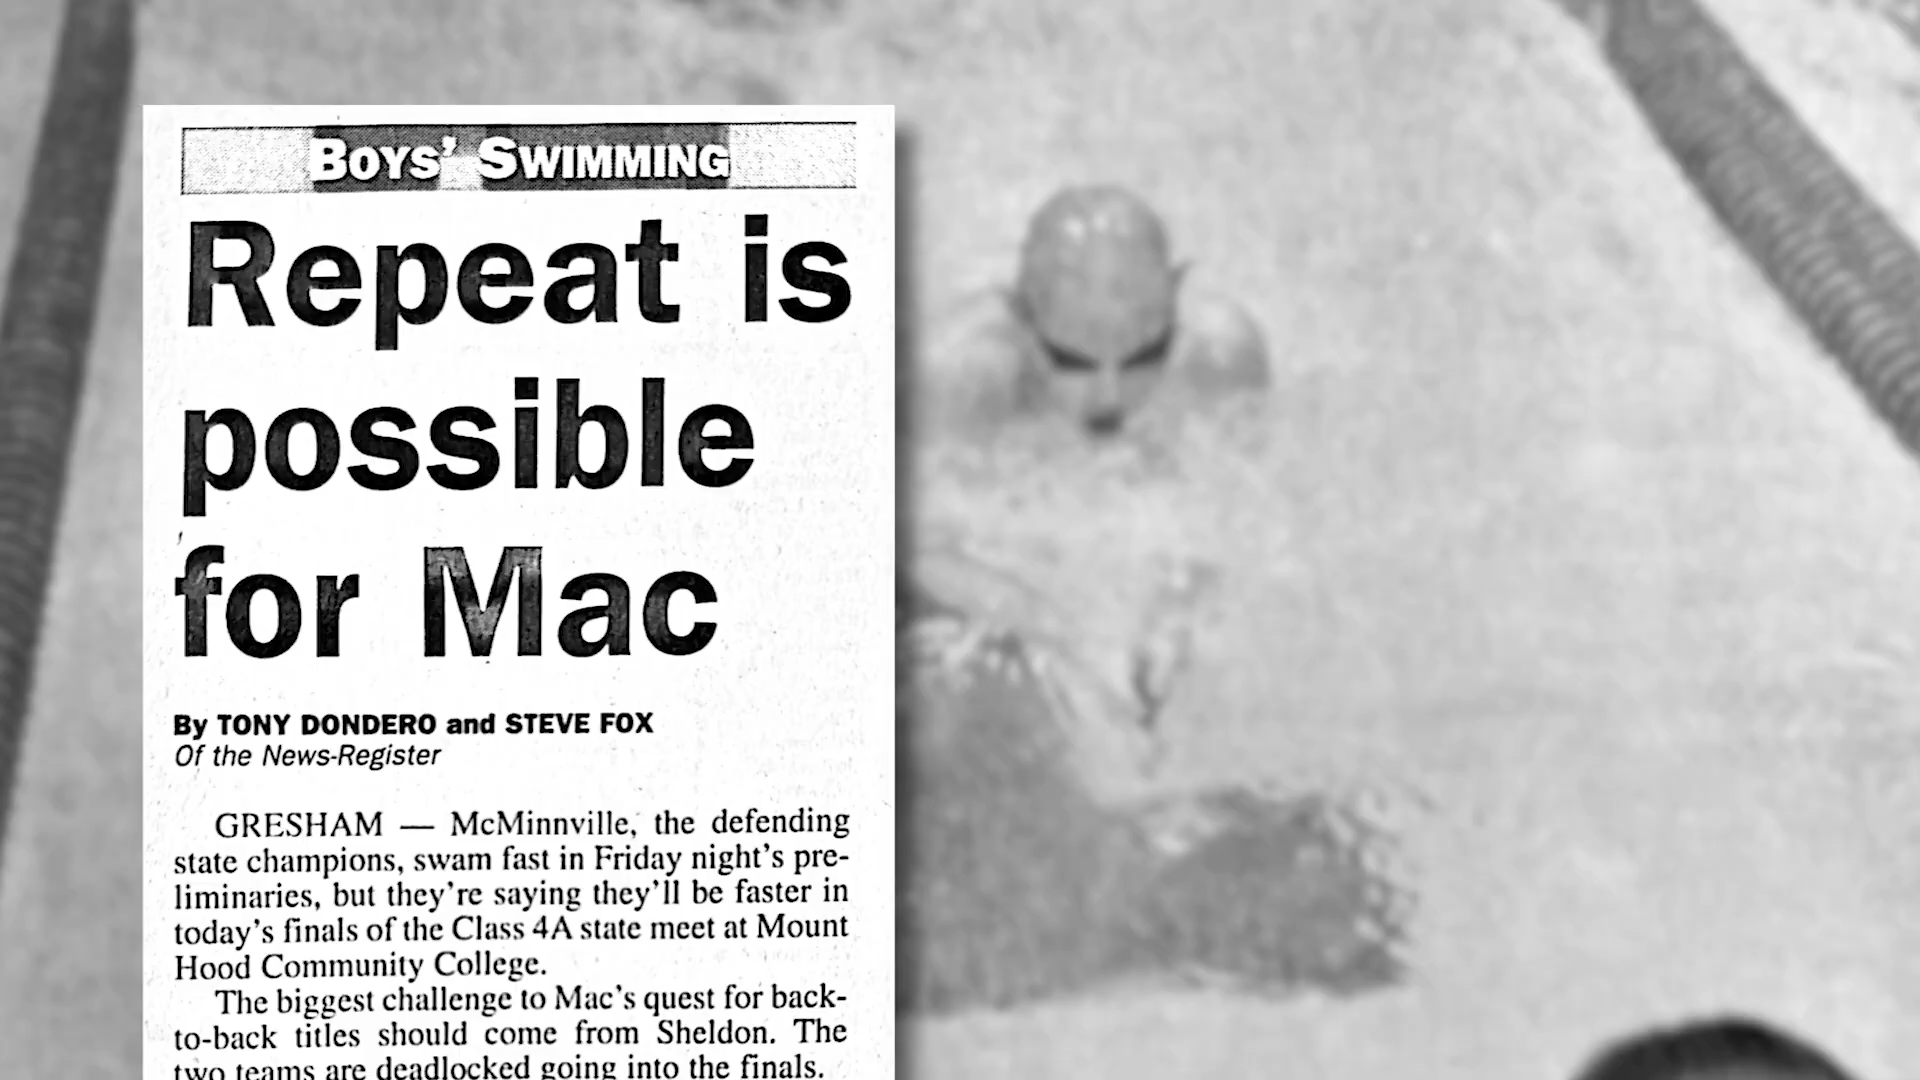 BOYS' SWIMMING
Repeat is
possible
for Mac
By TONY DONDERO and STEVE FOX
Of the News-Register
GRESHAM — McMinnville, the defending
state champions, swam fast in Friday night's pre-
liminaries, but they're saying they'll be faster in
today's finals of the Class 4A state meet at Mount
Hood Community College.
The biggest challenge to Mac's quest for back-
to-back titles should come from Sheldon. The
two teams are deadlocked going into the finals.